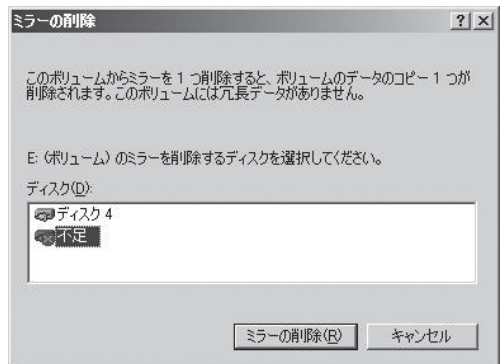 ミラーの削除
このボリュームからミラーを 1 つ削除すると、ボリュームのデータのコピー 1 つが
削除されます。このボリュームには冗長データがありません。
E: (ボリューム) のミラーを削除するディスクを選択してください。
ディスク(D):
ディスク 4
不足
ミラーの削除(R)
キャンセル